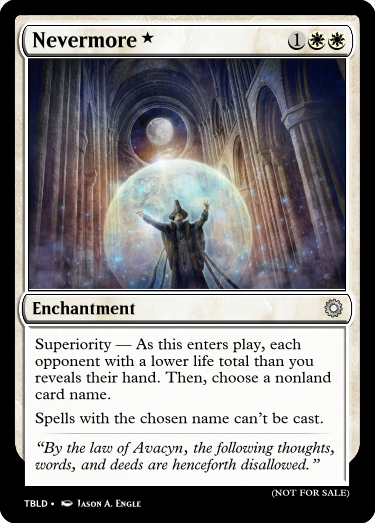 Nevermore ★ 1
Enchantment
Superiority — As this enters play, each
opponent with a lower life total than you
reveals their hand. Then, choose a nonland
card name.
Spells with the chosen name can't be cast.
“By the law of Avacyn, the following thoughts,
words, and deeds are henceforth disallowed.”
(NOT FOR SALE)
TBLD • Jason A. Engle